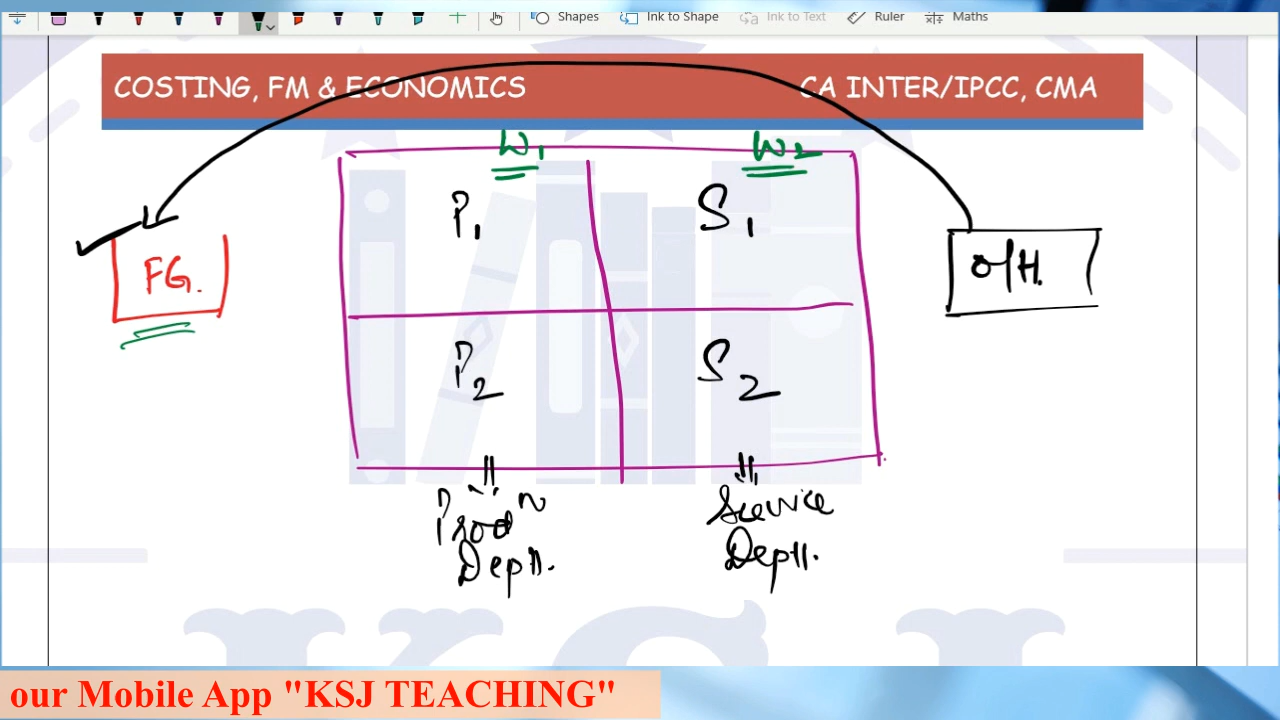 Shapes Ink to Shape Ink to Text Ruler Maths
COSTING, FM & ECONOMICS CA INTER/IPCC, CMA
W1 W2
P1 S1
FG. O/H.
P2 S2
Prodn Service
Deptt. Deptt.
KSJ
our Mobile App "KSJ TEACHING"